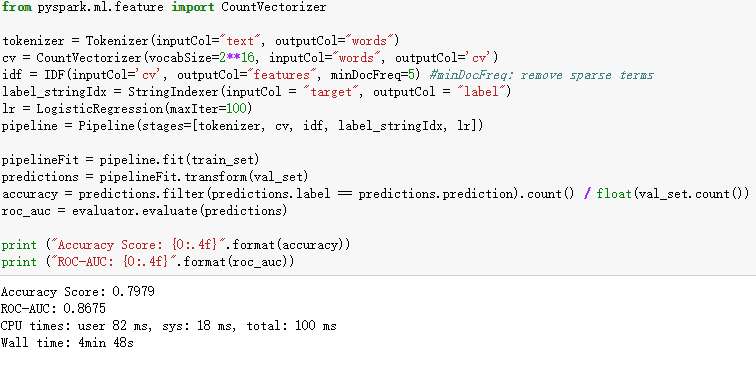 from pyspark.ml.feature import CountVectorizer
tokenizer = Tokenizer(inputCol="text", outputCol="words")
cv = CountVectorizer(vocabSize=2**16, inputCol="words", outputCol='cv')
idf = IDF(inputCol='cv', outputCol="features", minDocFreq=5) #minDocFreq: remove sparse terms
label_stringIdx = StringIndexer(inputCol = "target", outputCol = "label")
lr = LogisticRegression(maxIter=100)
pipeline = Pipeline(stages=[tokenizer, cv, idf, label_stringIdx, lr])
pipelineFit = pipeline.fit(train_set)
predictions = pipelineFit.transform(val_set)
accuracy = predictions.filter(predictions.label == predictions.prediction).count() / float(val_set.count())
roc_auc = evaluator.evaluate(predictions)
print ("Accuracy Score: {0:.4f}".format(accuracy))
print ("ROC-AUC: {0:.4f}".format(roc_auc))
Accuracy Score: 0.7979
ROC-AUC: 0.8675
CPU times: user 82 ms, sys: 18 ms, total: 100 ms
Wall time: 4min 48s